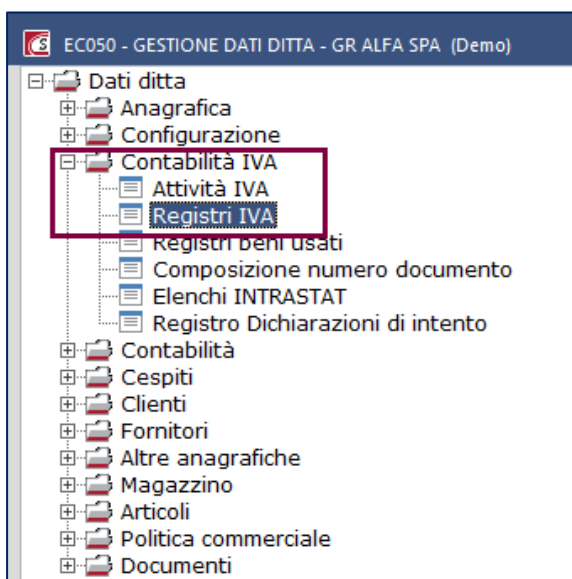 EC050 - GESTIONE DATI DITTA - GR ALFA SPA (Demo)
Dati ditta
Anagrafica
Configurazione
Contabilità IVA
Attività IVA
Registri IVA
Registri beni usati
Composizione numero documento
Elenchi INTRASTAT
Registro Dichiarazioni di intento
Contabilità
Cespiti
Clienti
Fornitori
Altre anagrafiche
Magazzino
Articoli
Politica commerciale
Documenti